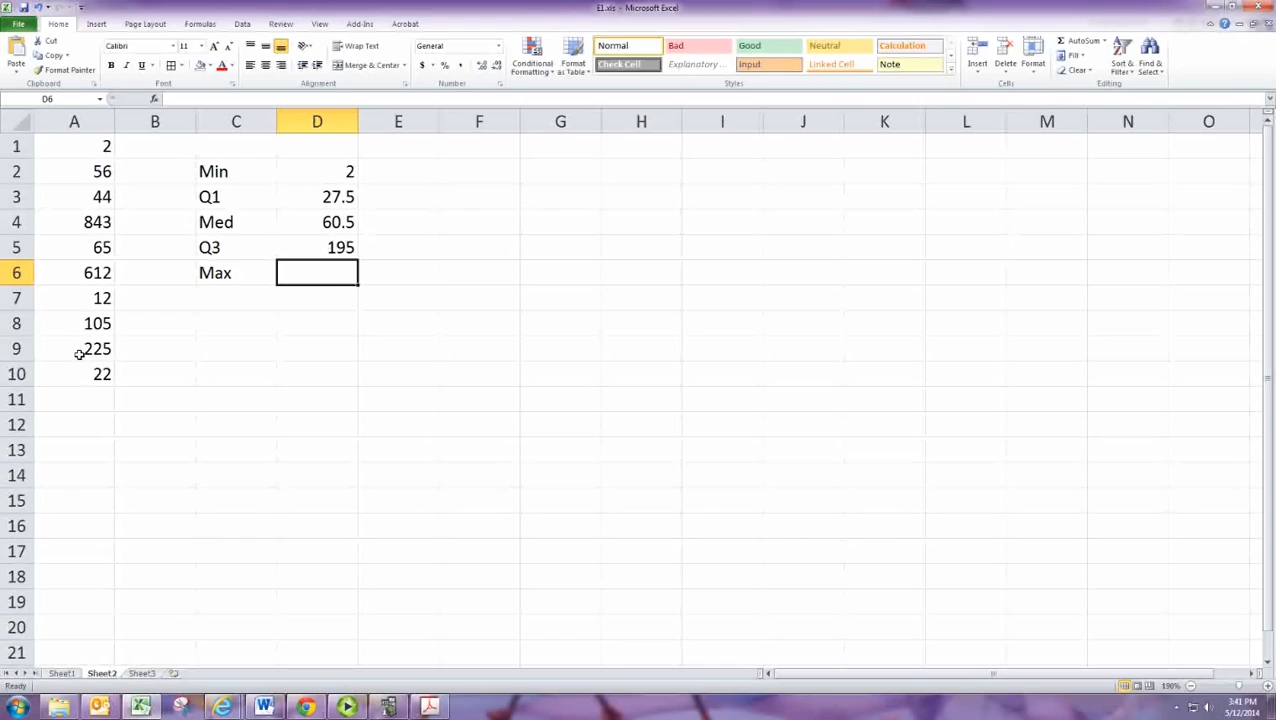 E1.xls - Microsoft Excel
File Home Insert Page Layout Formulas Data Review View Add-Ins Acrobat
Paste
Cut
Copy
Format Painter
Clipboard
Calibri 11
B I U
Font
Wrap Text
Merge & Center
Alignment
General
$ % ,
Number
Conditional Formatting
Format as Table
Normal Bad Good Neutral Calculation
Check Cell Explanatory ... Input Linked Cell Note
Styles
Insert Delete Format
Cells
AutoSum
Fill
Clear
Sort & Filter
Find & Select
Editing
D6 fx
A B C D E F G H I J K L M N O
1 2
2 56 Min 2
3 44 Q1 27.5
4 843 Med 60.5
5 65 Q3 195
6 612 Max
7 12
8 105
9 225
10 22
11
12
13
14
15
16
17
18
19
20
21
Sheet1 Sheet2 Sheet3
Ready 190%
3:41 PM
5/12/2014